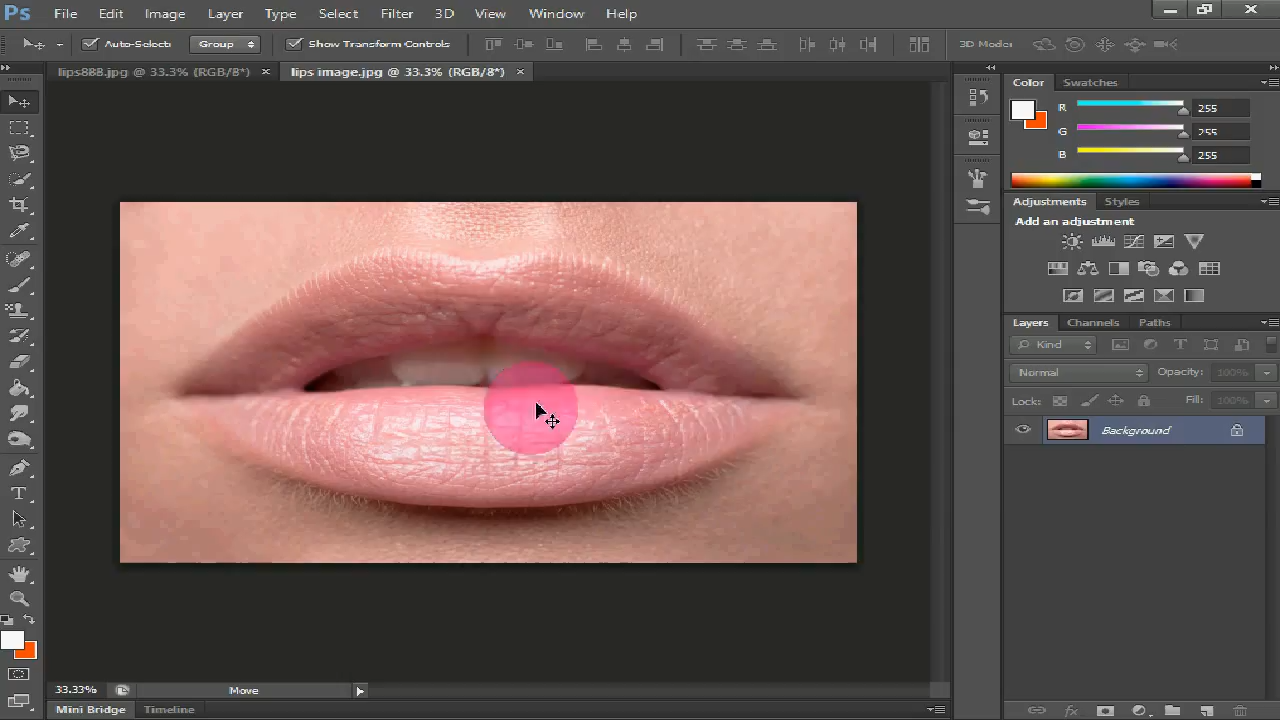 Ps File Edit Image Layer Type Select Filter 3D View Window Help
Auto-Select: Group Show Transform Controls 3D Mode:
lips888.jpg @ 33.3% (RGB/8*) × lips image.jpg @ 33.3% (RGB/8*) ×
Color Swatches
R 255
G 255
B 255
Adjustments Styles
Add an adjustment
Layers Channels Paths
Kind
Normal Opacity: 100%
Lock: Fill: 100%
Background
T
33.33% Move
Mini Bridge Timeline